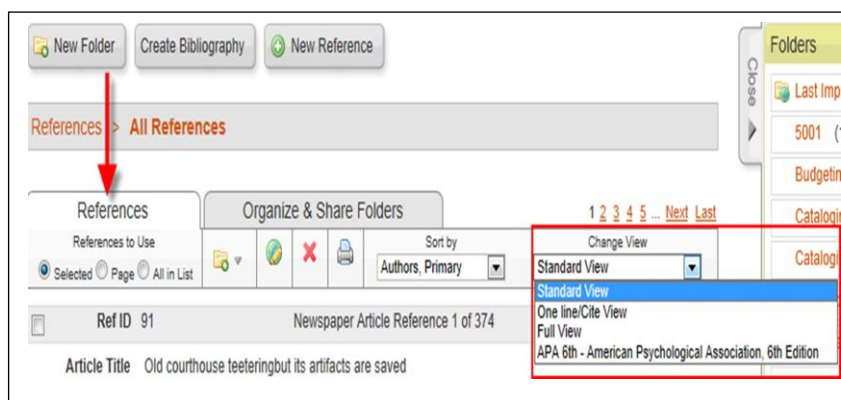 New Folder Create Bibliography New Reference
Close
Folders
Last Imp
5001
Budgetin
Catalogin
Catalogi
References > All References
References Organize & Share Folders 1 2 3 4 5 ... Next Last
References to Use Sort by Change View
Selected Page All in List Authors, Primary Standard View
Standard View
One line/Cite View
Full View
APA 6th - American Psychological Association, 6th Edition
Ref ID 91 Newspaper Article Reference 1 of 374
Article Title Old courthouse teeteringbut its artifacts are saved